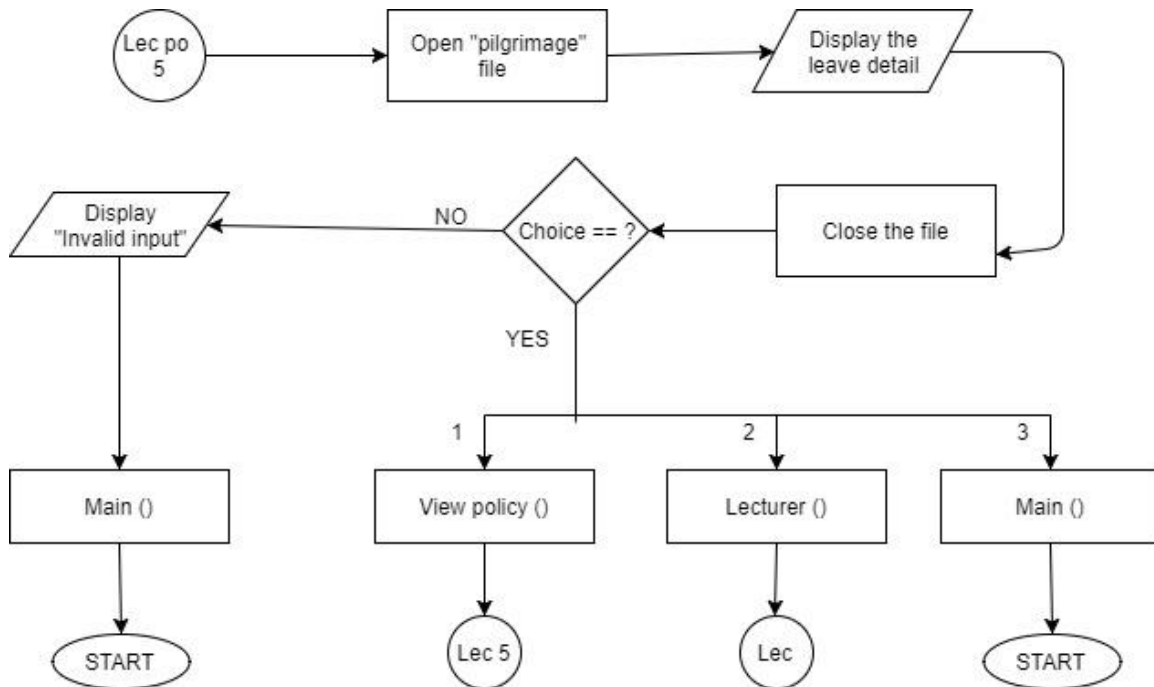 Lec po
5
Open "pilgrimage"
file
Display the
leave detail
Display
"Invalid input"
NO
Choice == ?
Close the file
YES
1
2
3
Main ()
View policy ()
Lecturer ()
Main ()
START
Lec 5
Lec
START